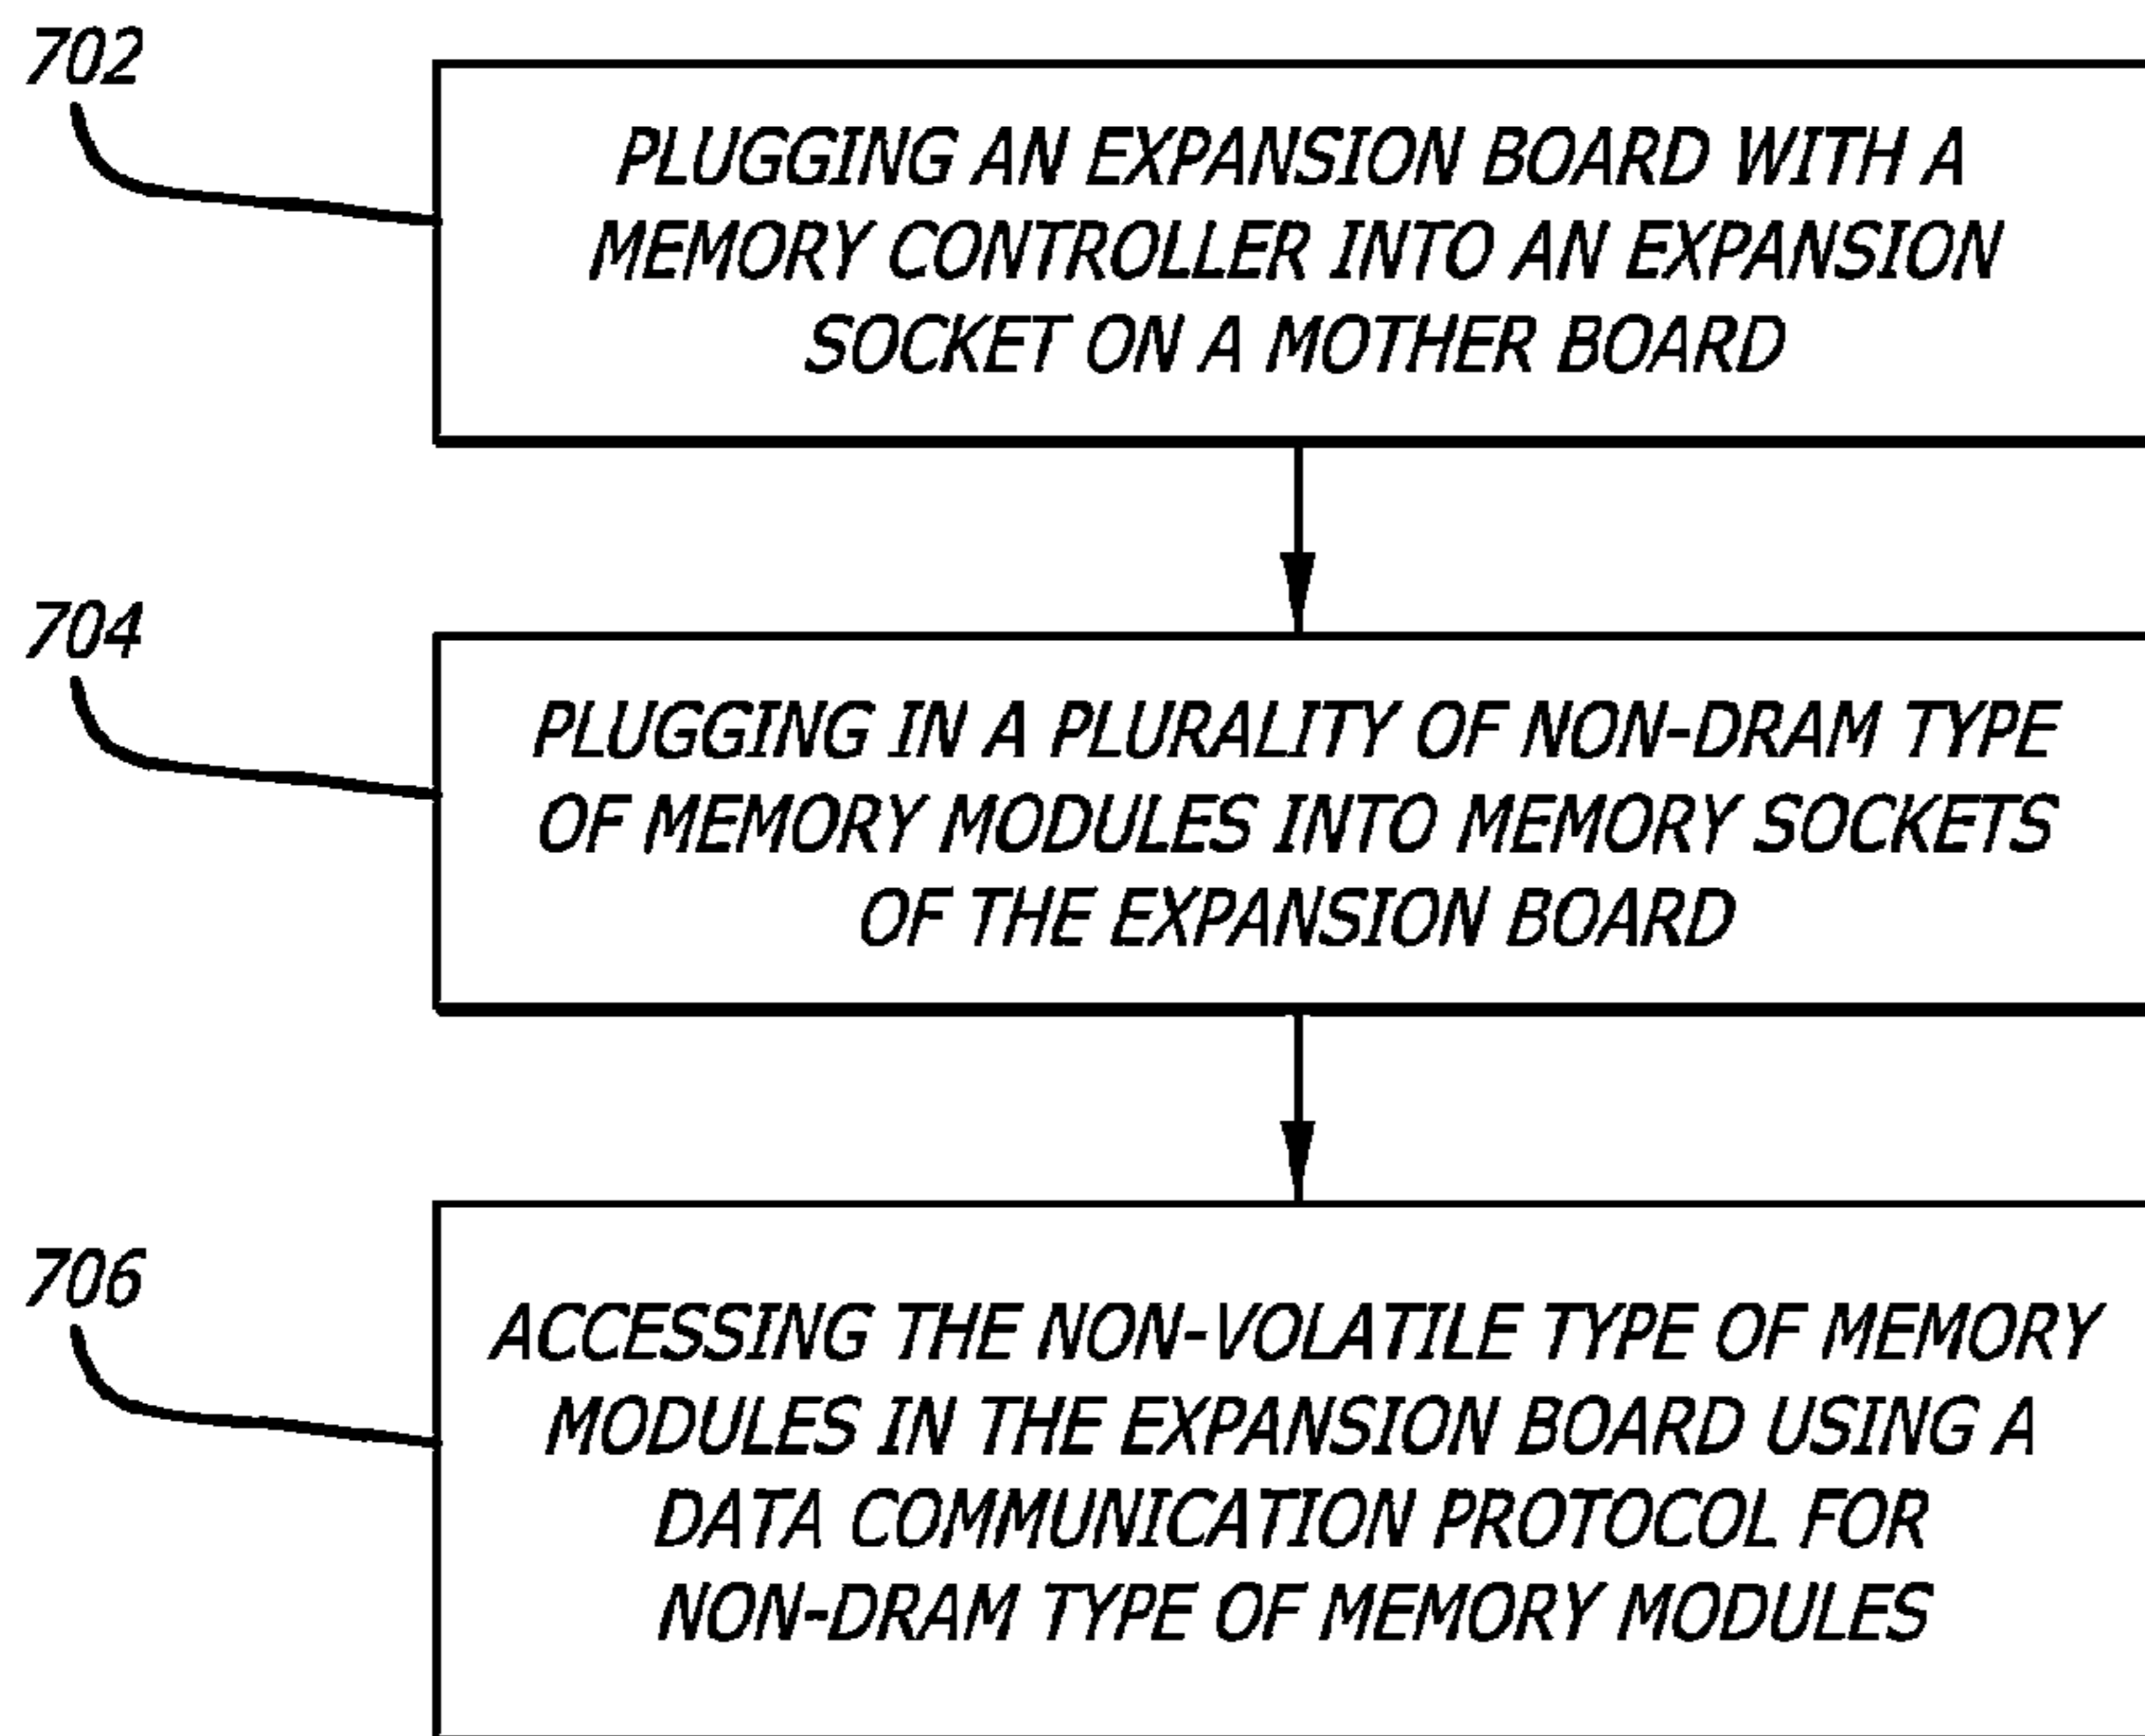 702
PLUGGING AN EXPANSION BOARD WITH A
MEMORY CONTROLLER INTO AN EXPANSION
SOCKET ON A MOTHER BOARD
704
PLUGGING IN A PLURALITY OF NON-DRAM TYPE
OF MEMORY MODULES INTO MEMORY SOCKETS
OF THE EXPANSION BOARD
706
ACCESSING THE NON-VOLATILE TYPE OF MEMORY
MODULES IN THE EXPANSION BOARD USING A
DATA COMMUNICATION PROTOCOL FOR
NON-DRAM TYPE OF MEMORY MODULES